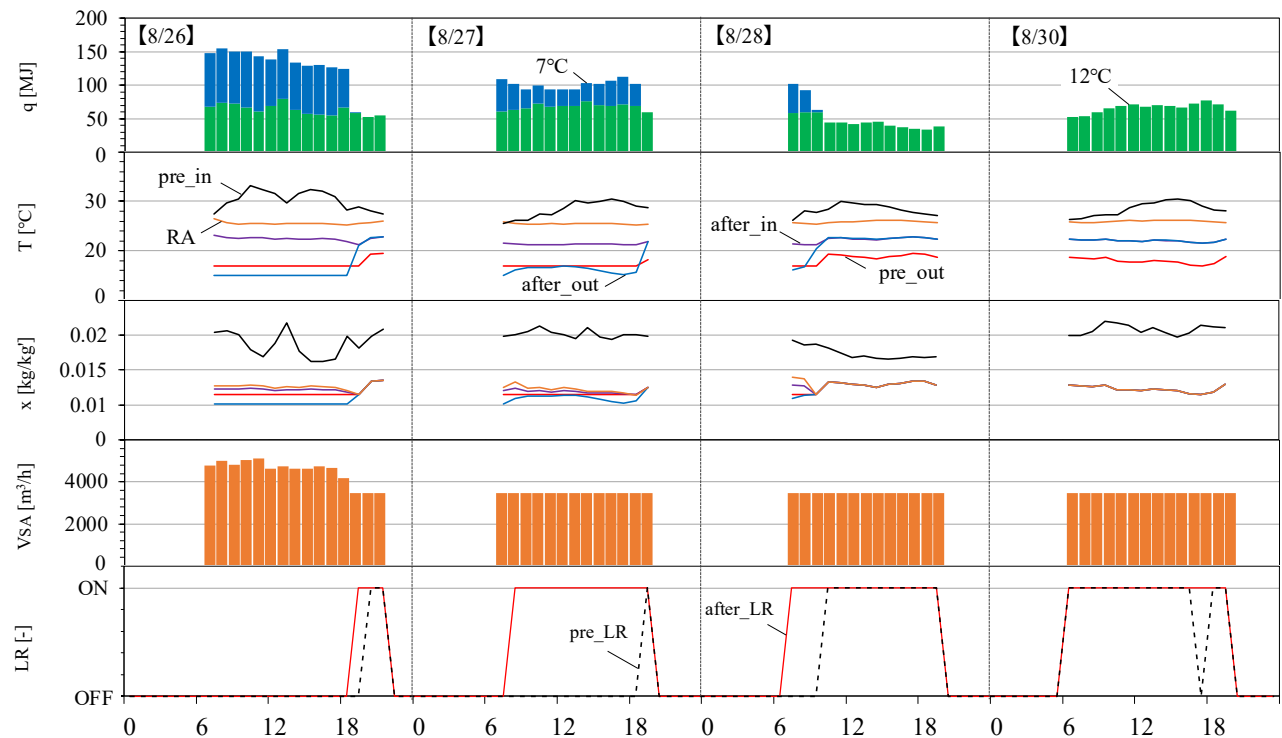 【8/26】 【8/27】 【8/28】 【8/30】
q [MJ]
200
150
100
50
0
7℃
12℃
T [℃]
30
20
0
pre_in
RA
after_out
after_in
pre_out
x [kg/kg']
0.02
0.015
0.01
0
VSA [m³/h]
4000
2000
0
LR [-]
ON
OFF
pre_LR
after_LR
0 6 12 18 0 6 12 18 0 6 12 18 0 6 12 18 0